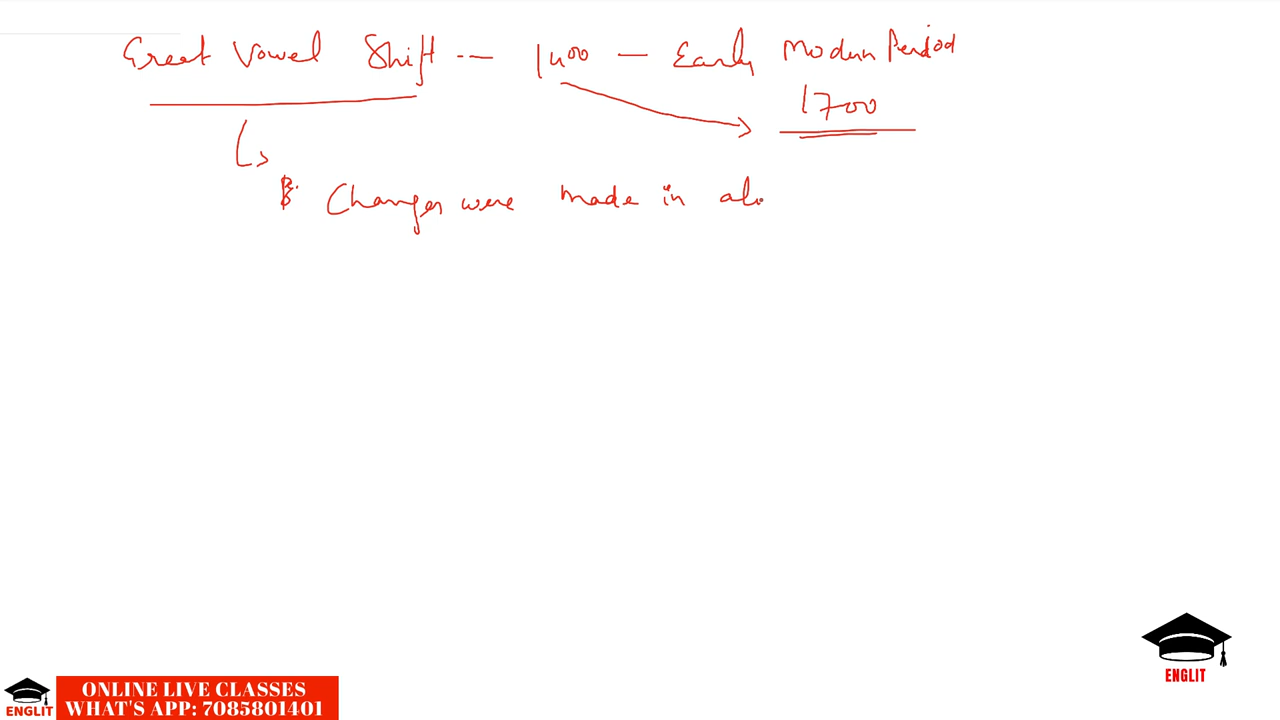 Great Vowel Shift -- 1400 — Early Modern Period
1700
Changes were made in
ENGLIT
ONLINE LIVE CLASSES
WHAT'S APP: 7085801401
ENGLIT